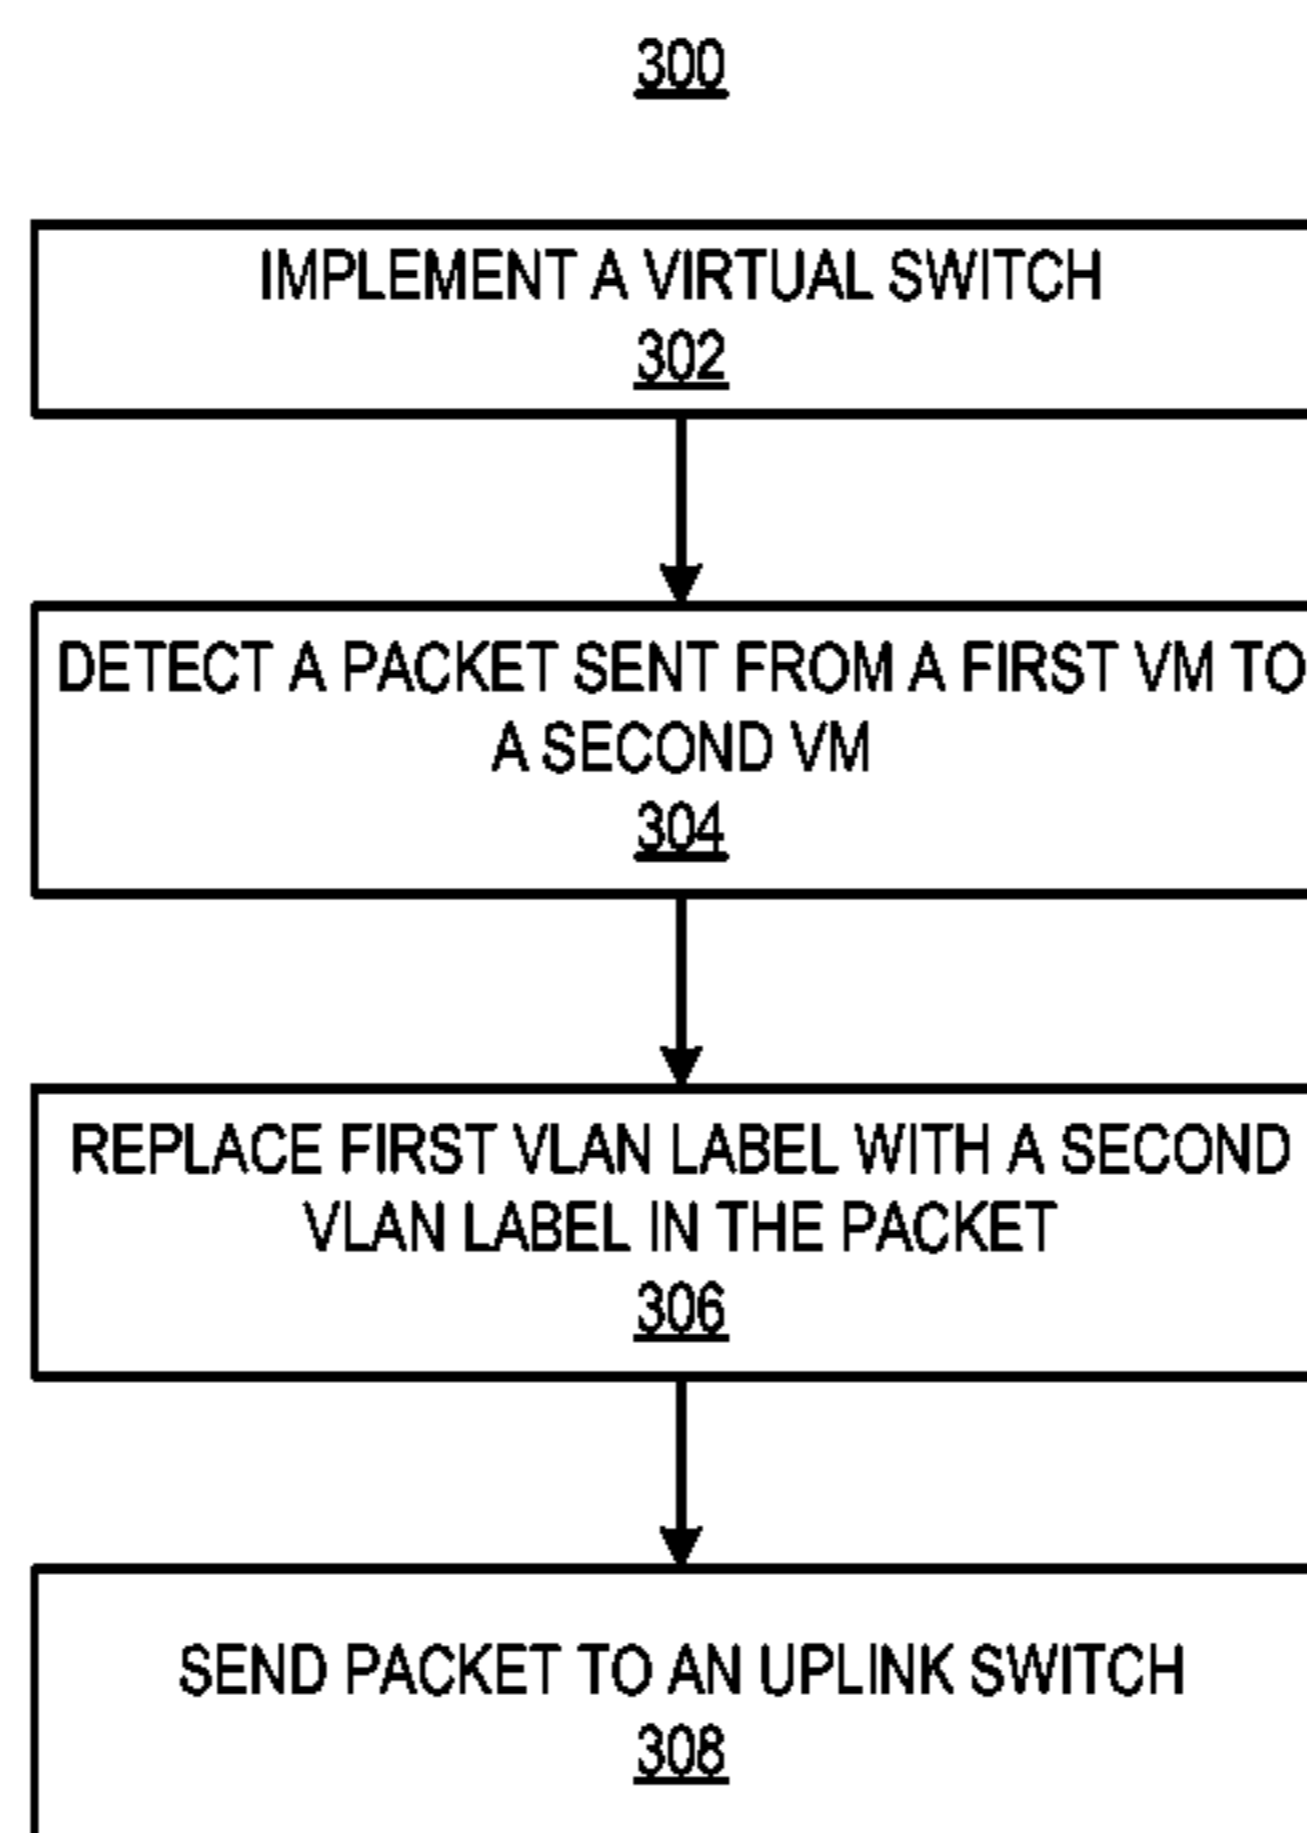 300
IMPLEMENT A VIRTUAL SWITCH
302
DETECT A PACKET SENT FROM A FIRST VM TO
A SECOND VM
304
REPLACE FIRST VLAN LABEL WITH A SECOND
VLAN LABEL IN THE PACKET
306
SEND PACKET TO AN UPLINK SWITCH
308